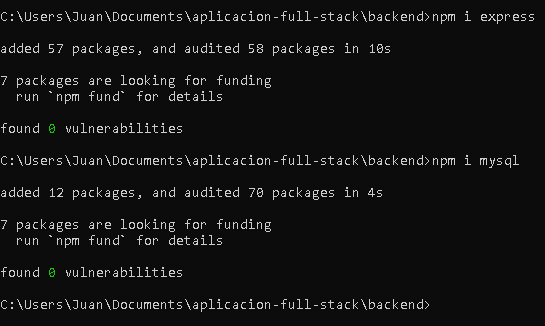 C:\Users\Juan\Documents\aplicacion-full-stack\backend>npm i express
added 57 packages, and audited 58 packages in 10s
7 packages are looking for funding
  run `npm fund` for details
found 0 vulnerabilities
C:\Users\Juan\Documents\aplicacion-full-stack\backend>npm i mysql
added 12 packages, and audited 70 packages in 4s
7 packages are looking for funding
  run `npm fund` for details
found 0 vulnerabilities
C:\Users\Juan\Documents\aplicacion-full-stack\backend>